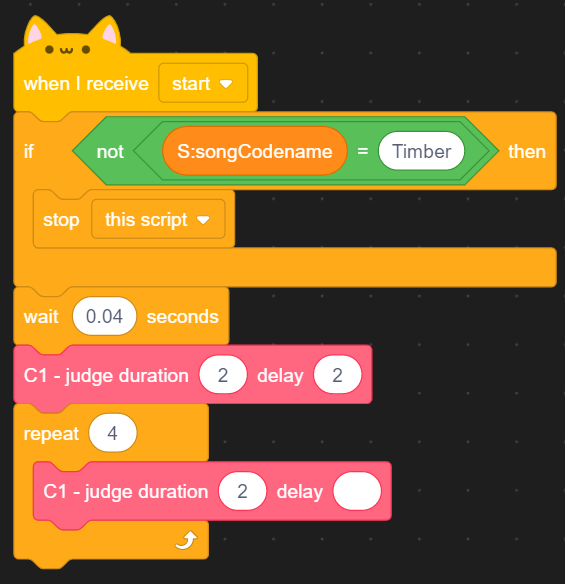 when I receive start
if not S:songCodename = Timber then
stop this script
wait 0.04 seconds
C1 - judge duration 2 delay 2
repeat 4
C1 - judge duration 2 delay